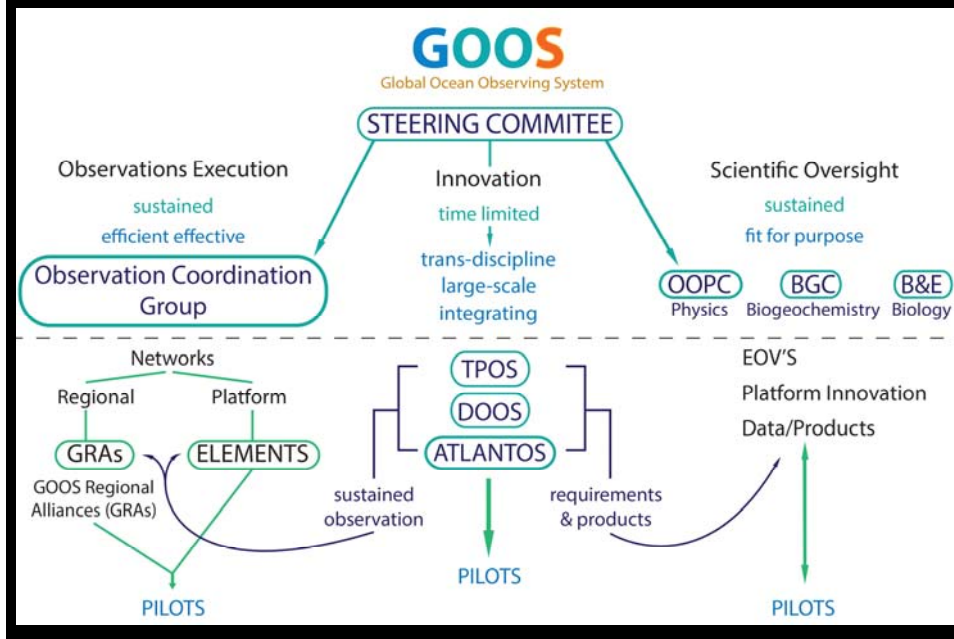 GOOS
Global Ocean Observing System
STEERING COMMITEE
Observations Execution
sustained
efficient effective
Observation Coordination
Group
Innovation
time limited
trans-discipline
large-scale
integrating
Scientific Oversight
sustained
fit for purpose
OOPC
Physics
BGC
Biogeochemistry
B&E
Biology
Networks
Regional
Platform
GRAs
ELEMENTS
GOOS Regional
Alliances (GRAs)
PILOTS
TPOS
DOOS
ATLANTOS
sustained
observation
requirements
& products
PILOTS
EOV'S
Platform Innovation
Data/Products
PILOTS